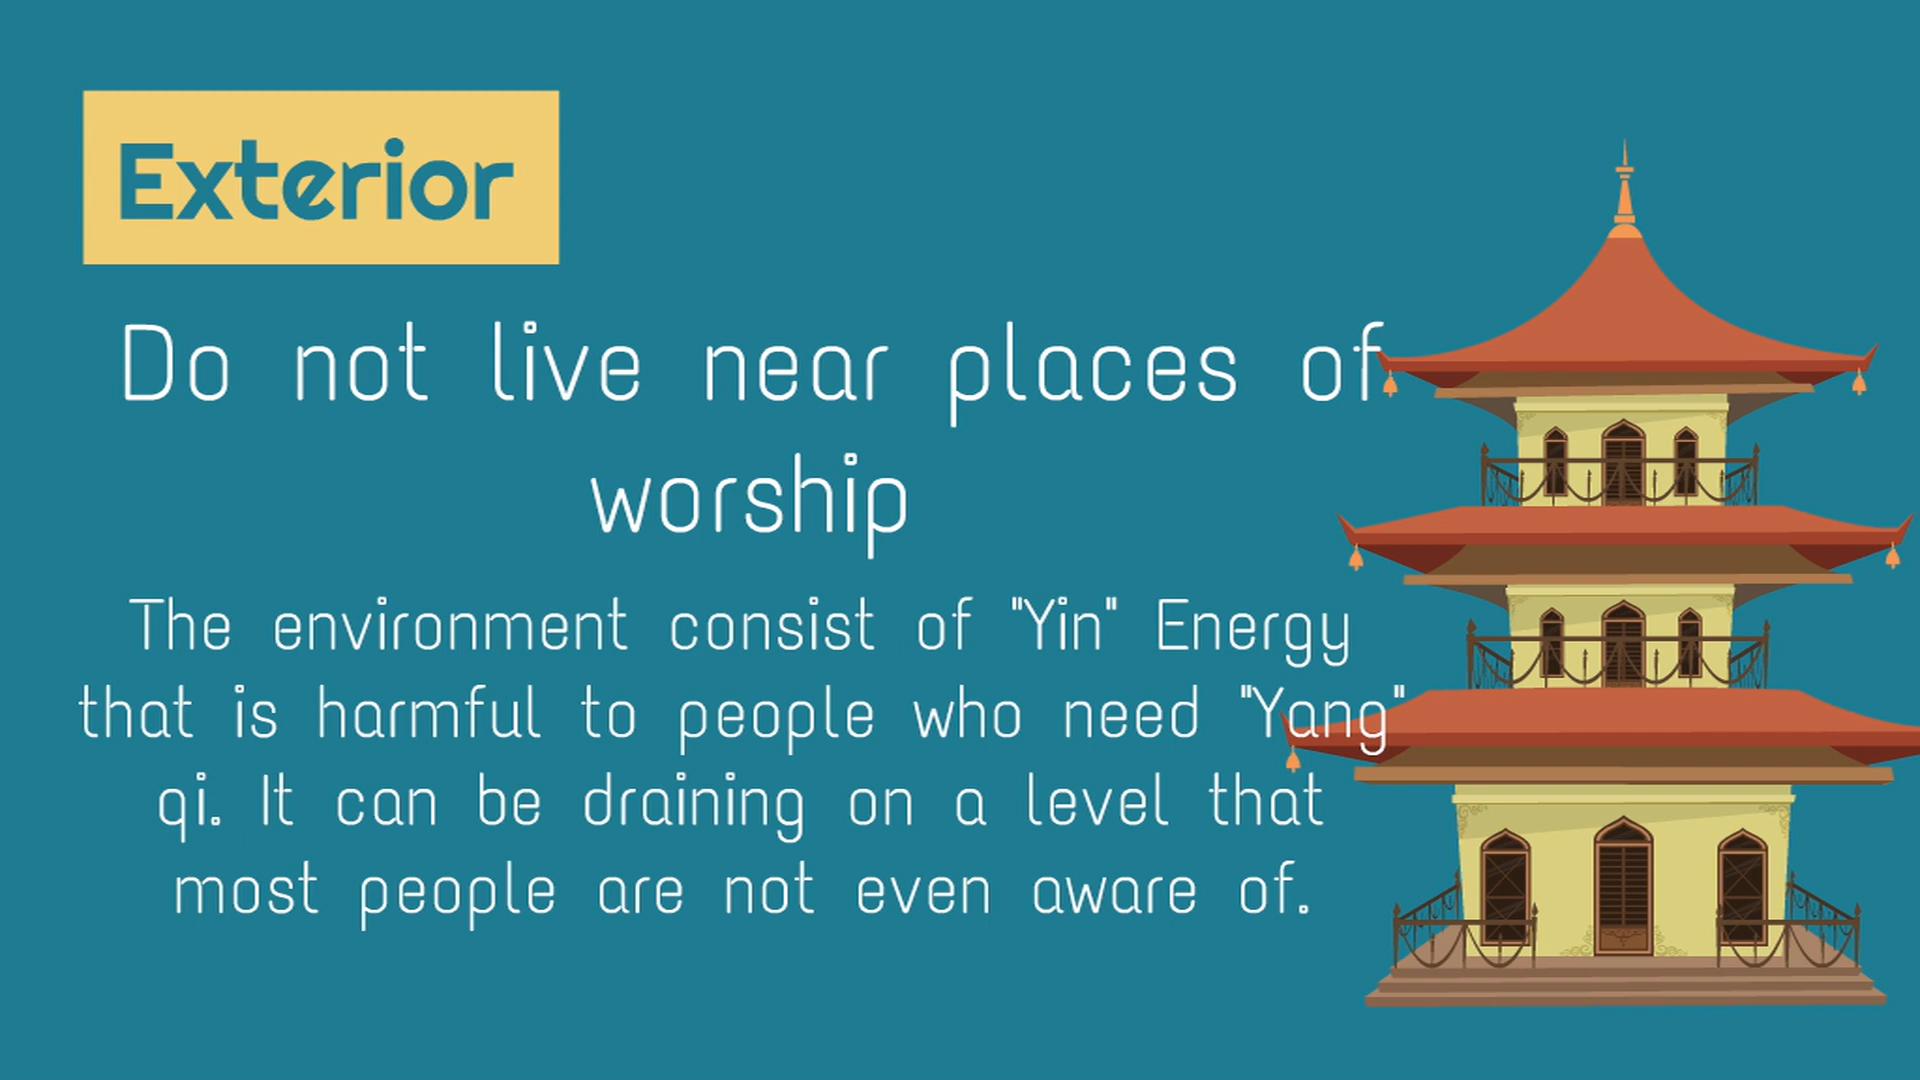 Exterior
Do not live near places of
worship
The environment consist of "Yin" Energy
that is harmful to people who need "Yang"
qi. It can be draining on a level that
most people are not even aware of.